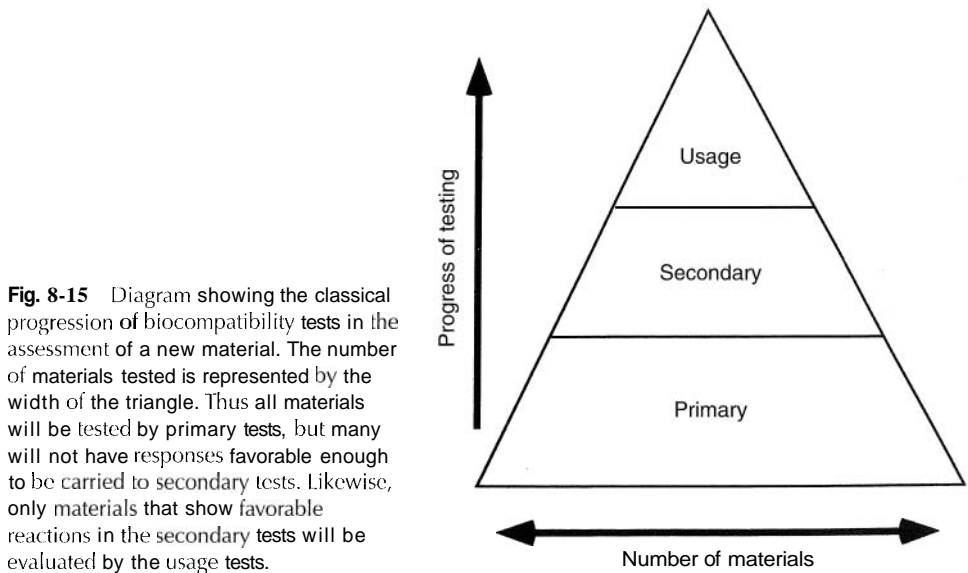 Fig. 8-15 Diagram showing the classical
progression of biocompatibility tests in the
assessment of a new material. The number
of materials tested is represented by the
width of the triangle. Thus all materials
will be tested by primary tests, but many
will not have responses favorable enough
to be carried to secondary tests. Likewise,
only materials that show favorable
reactions in the secondary tests will be
evaluated by the usage tests.
Progress of testing
Usage
Secondary
Primary
Number of materials